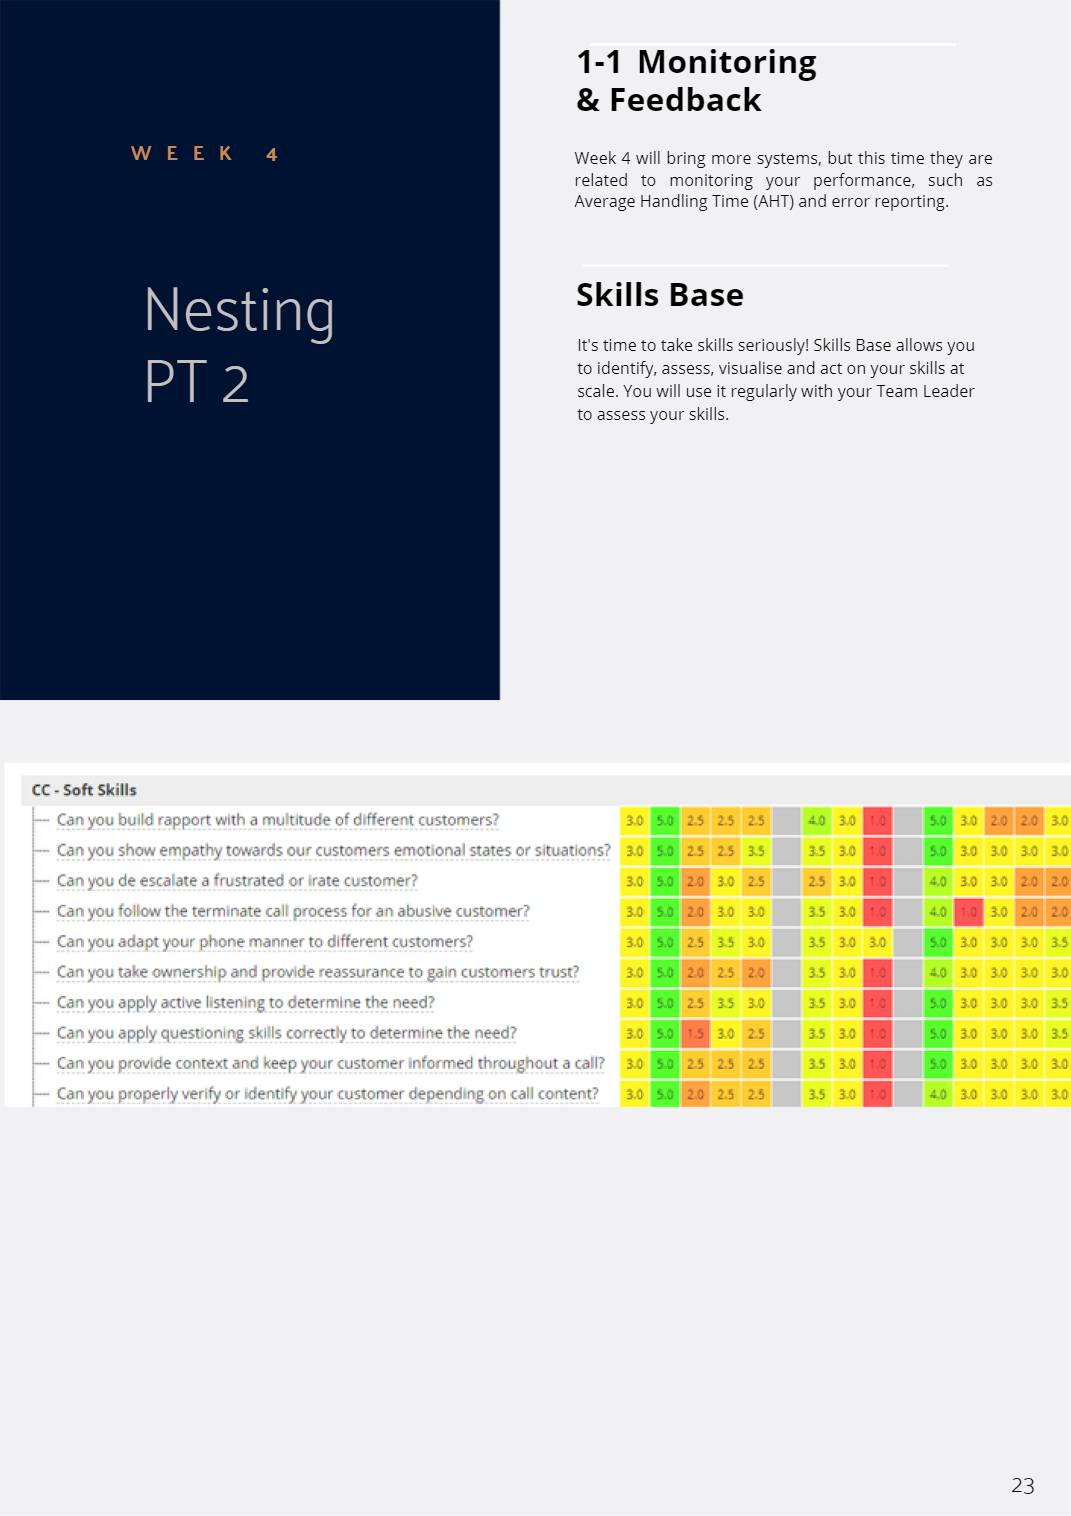 WEEK 4
Nesting
PT 2
1-1 Monitoring
& Feedback
Week 4 will bring more systems, but this time they are
related to monitoring your performance, such as
Average Handling Time (AHT) and error reporting.
Skills Base
It's time to take skills seriously! Skills Base allows you
to identify, assess, visualise and act on your skills at
scale. You will use it regularly with your Team Leader
to assess your skills.
CC - Soft Skills
Can you build rapport with a multitude of different customers? 3.0 5.0 2.5 2.5 2.5 4.0 3.0 1.0 5.0 3.0 2.0 2.0 3.0
Can you show empathy towards our customers emotional states or situations? 3.0 5.0 2.5 2.5 3.5 3.5 3.0 1.0 5.0 3.0 3.0 3.0 3.0
Can you de escalate a frustrated or irate customer? 3.0 5.0 2.0 3.0 2.5 2.5 3.0 1.0 4.0 3.0 3.0 2.0 2.0
Can you follow the terminate call process for an abusive customer? 3.0 5.0 2.0 3.0 3.0 3.5 3.0 1.0 4.0 1.0 3.0 2.0 2.0
Can you adapt your phone manner to different customers? 3.0 5.0 2.5 3.5 3.0 3.5 3.0 3.0 5.0 3.0 3.0 3.0 3.5
Can you take ownership and provide reassurance to gain customers trust? 3.0 5.0 2.0 2.5 2.0 3.5 3.0 1.0 4.0 3.0 3.0 3.0 3.0
Can you apply active listening to determine the need? 3.0 5.0 2.5 3.5 3.0 3.5 3.0 1.0 5.0 3.0 3.0 3.0 3.5
Can you apply questioning skills correctly to determine the need? 3.0 5.0 1.5 3.0 2.5 3.5 3.0 1.0 5.0 3.0 3.0 3.0 3.5
Can you provide context and keep your customer informed throughout a call? 3.0 5.0 2.5 2.5 2.5 3.5 3.0 1.0 5.0 3.0 3.0 3.0 3.0
Can you properly verify or identify your customer depending on call content? 3.0 5.0 2.0 2.5 2.5 3.5 3.0 1.0 4.0 3.0 3.0 3.0 3.0
23